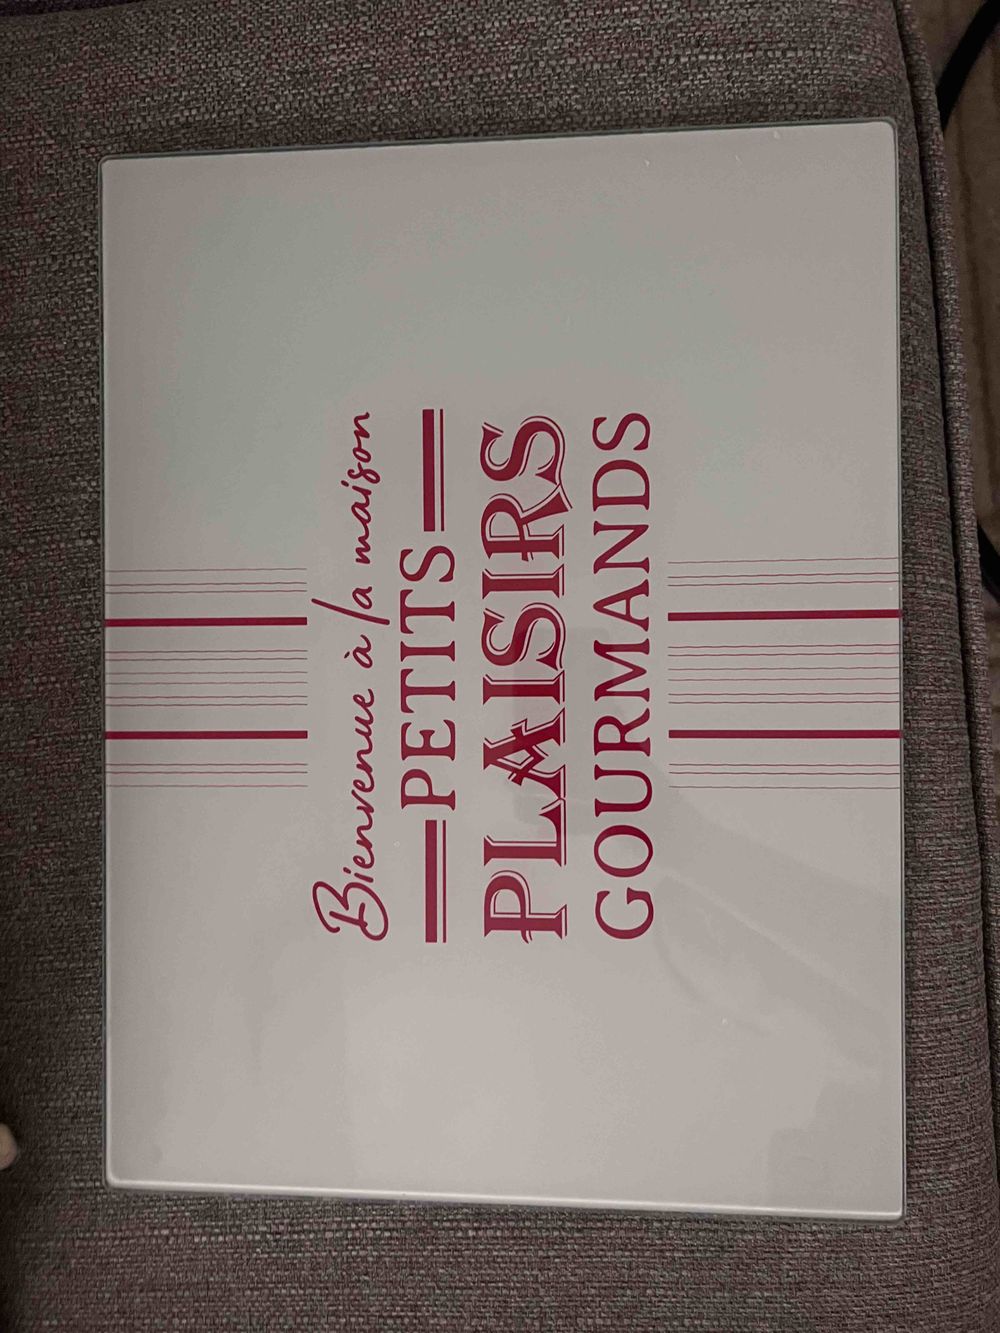 Bienvenue à la maison
PETITS
PLAISIRS
GOURMANDS